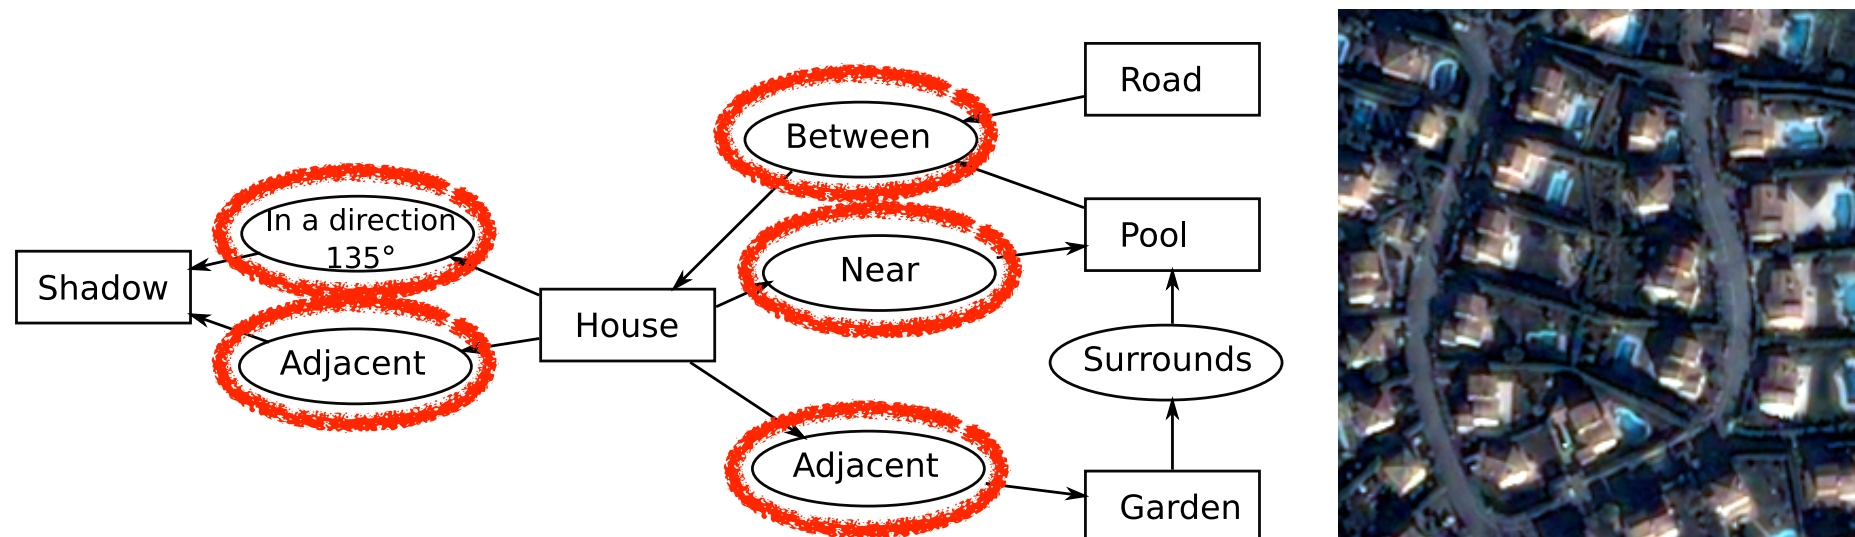 Road
Between
In a direction
135°
Pool
Near
Shadow
House
Adjacent
Surrounds
Adjacent
Garden